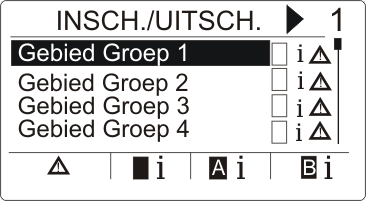 INSCH./UITSCH. ▶ 1
Gebied Groep 1 i
Gebied Groep 2 i
Gebied Groep 3 i
Gebied Groep 4 i
i A i B i